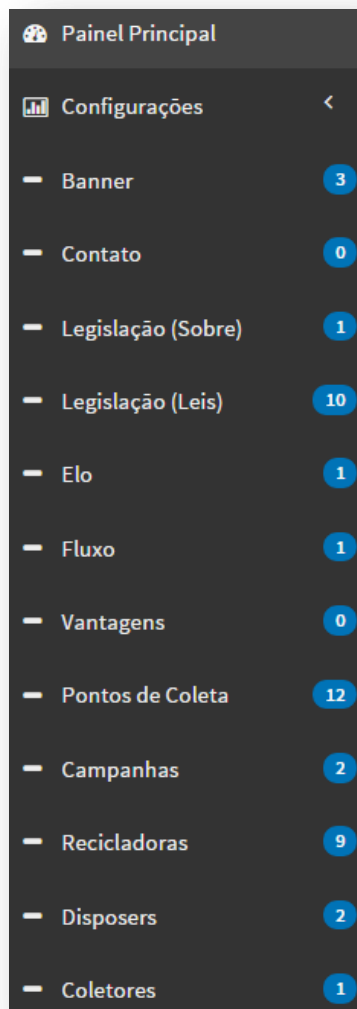 Painel Principal
Configurações
Banner 3
Contato 0
Legislação (Sobre) 1
Legislação (Leis) 10
Elo 1
Fluxo 1
Vantagens 0
Pontos de Coleta 12
Campanhas 2
Recicladoras 9
Disposers 2
Coletores 1